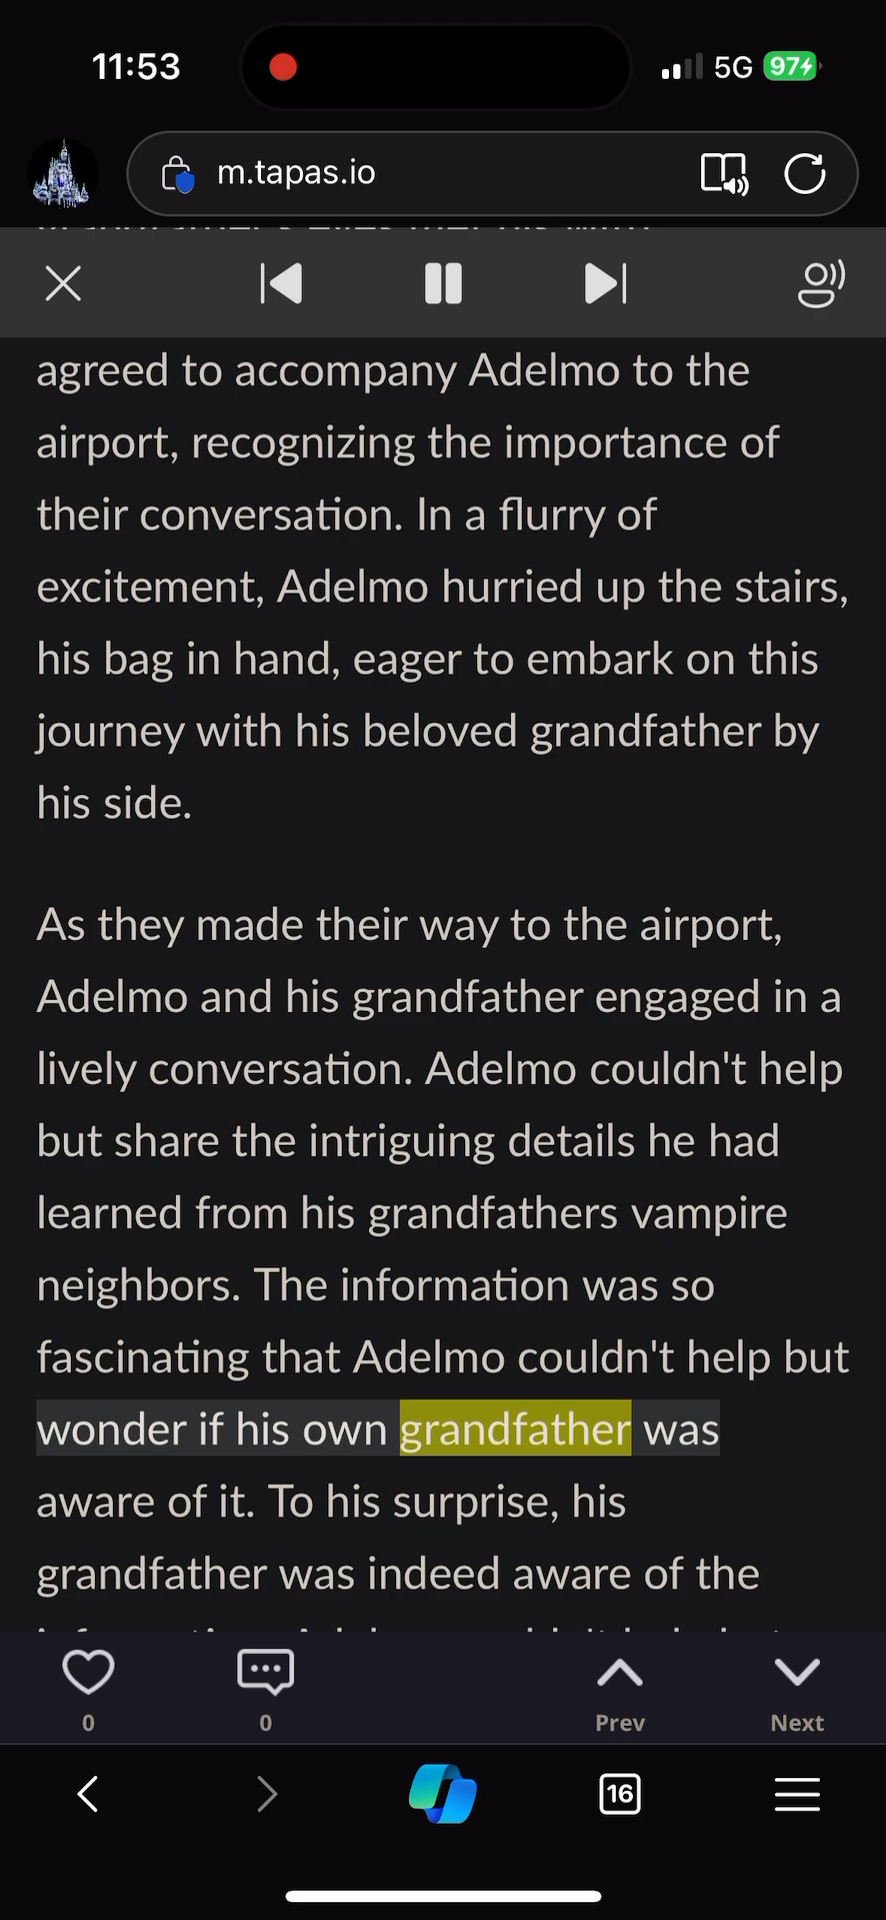 11:53
5G
97
m.tapas.io
agreed to accompany Adelmo to the
airport, recognizing the importance of
their conversation. In a flurry of
excitement, Adelmo hurried up the stairs,
his bag in hand, eager to embark on this
journey with his beloved grandfather by
his side.
As they made their way to the airport,
Adelmo and his grandfather engaged in a
lively conversation. Adelmo couldn't help
but share the intriguing details he had
learned from his grandfathers vampire
neighbors. The information was so
fascinating that Adelmo couldn't help but
wonder if his own grandfather was
aware of it. To his surprise, his
grandfather was indeed aware of the
0
0
Prev
Next
16